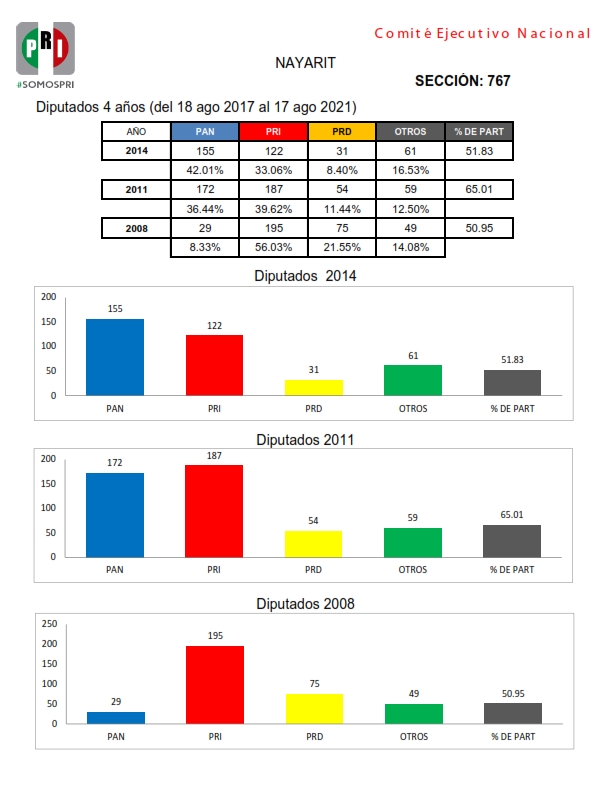 Comité Ejecutivo Nacional
PRI
#SOMOSPRI
NAYARIT
SECCIÓN: 767
Diputados 4 años (del 18 ago 2017 al 17 ago 2021)
AÑO PAN PRI PRD OTROS % DE PART
2014 155 122 31 61 51.83
42.01% 33.06% 8.40% 16.53%
2011 172 187 54 59 65.01
36.44% 39.62% 11.44% 12.50%
2008 29 195 75 49 50.95
8.33% 56.03% 21.55% 14.08%
Diputados 2014
200
150
100
50
0
155 122 31 61 51.83
PAN PRI PRD OTROS % DE PART
Diputados 2011
200
150
100
50
0
172 187 54 59 65.01
PAN PRI PRD OTROS % DE PART
Diputados 2008
250
200
150
100
50
0
29 195 75 49 50.95
PAN PRI PRD OTROS % DE PART